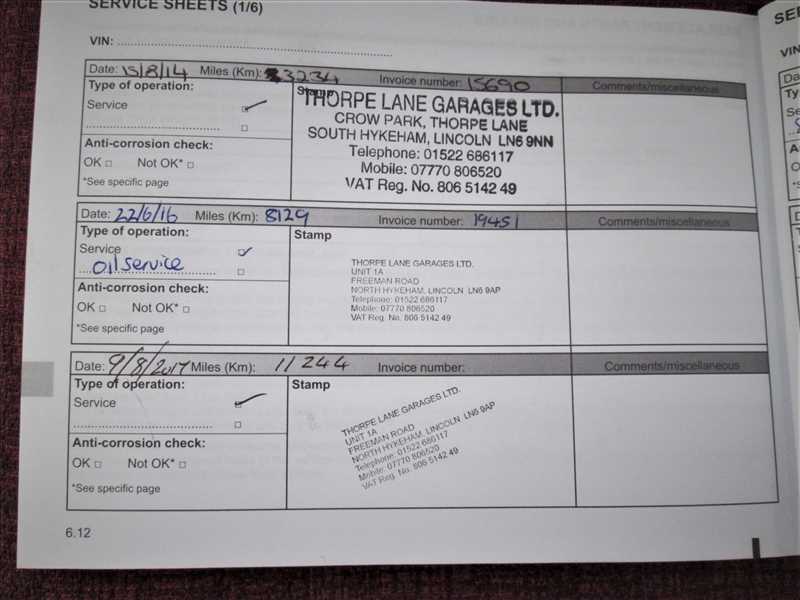 SERVICE SHEETS (1/6)
VIN:
Date: 15/8/14 Miles (Km): 3234 Invoice number: 15690 Comments/miscellaneous
Type of operation:
Stamp
Service
THORPE LANE GARAGES LTD.
CROW PARK, THORPE LANE
SOUTH HYKEHAM, LINCOLN LN6 9NN
Telephone: 01522 686117
Mobile: 07770 806520
VAT Reg. No. 806 5142 49
Anti-corrosion check:
OK Not OK*
*See specific page
Date: 22/6/16 Miles (Km): 8129 Invoice number: 19451 Comments/miscellaneous
Type of operation:
Stamp
Service
oil service
THORPE LANE GARAGES LTD.
UNIT 1A
FREEMAN ROAD
NORTH HYKEHAM, LINCOLN LN6 9AP
Telephone: 01522 686117
Mobile: 07770 806520
VAT Reg. No. 806 5142 49
Anti-corrosion check:
OK Not OK*
*See specific page
Date: 9/8/2017 Miles (Km): 11 244 Invoice number: Comments/miscellaneous
Type of operation:
Stamp
Service
THORPE LANE GARAGES LTD.
UNIT 1A
FREEMAN ROAD
NORTH HYKEHAM, LINCOLN LN6 9AP
Telephone: 01522 686117
Mobile: 07770 806520
VAT Reg. No. 806 5142 49
Anti-corrosion check:
OK Not OK*
*See specific page
6.12